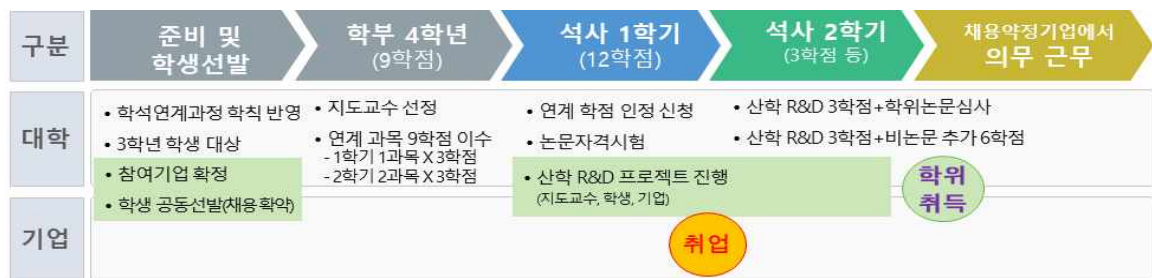 구분
준비 및
학생선발
학부 4학년
(9학점)
석사 1학기
(12학점)
석사 2학기
(3학점 등)
채용약정기업에서
의무 근무
대학
• 학석연계과정 학칙 반영
• 3학년 학생 대상
• 참여기업 확정
• 학생 공동선발(채용 확약)
• 지도교수 선정
• 연계 과목 9학점 이수
- 1학기 1과목 X 3학점
- 2학기 2과목 X 3학점
• 연계 학점 인정 신청
• 논문자격시험
• 산학 R&D 프로젝트 진행
(지도교수, 학생, 기업)
• 산학 R&D 3학점+학위논문심사
• 산학 R&D 3학점+비논문 추가 6학점
학위
취득
기업
취업